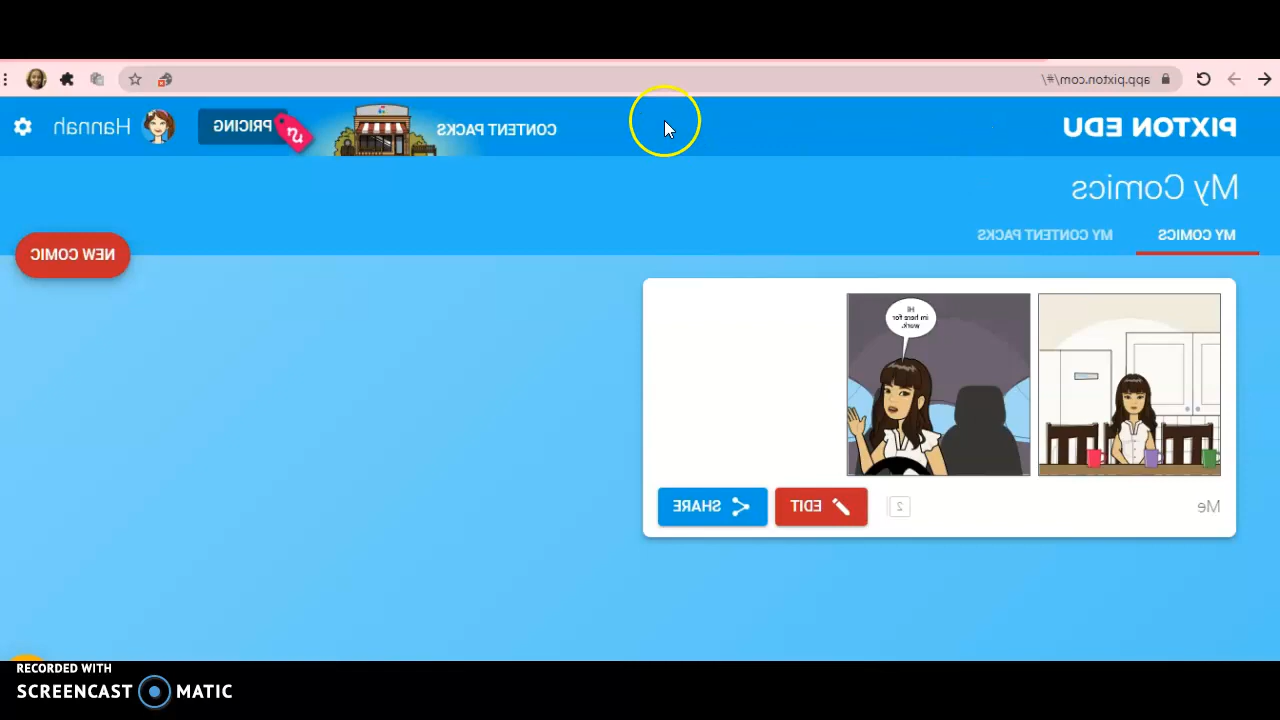 app.pixton.com/#/
PIXTON EDU
CONTENT PACKS
PRICING
Hannah
My Comics
MY COMICS
MY CONTENT PACKS
NEW COMIC
Hi
im here for
work.
Me
2
EDIT
SHARE
RECORDED WITH
SCREENCAST MATIC